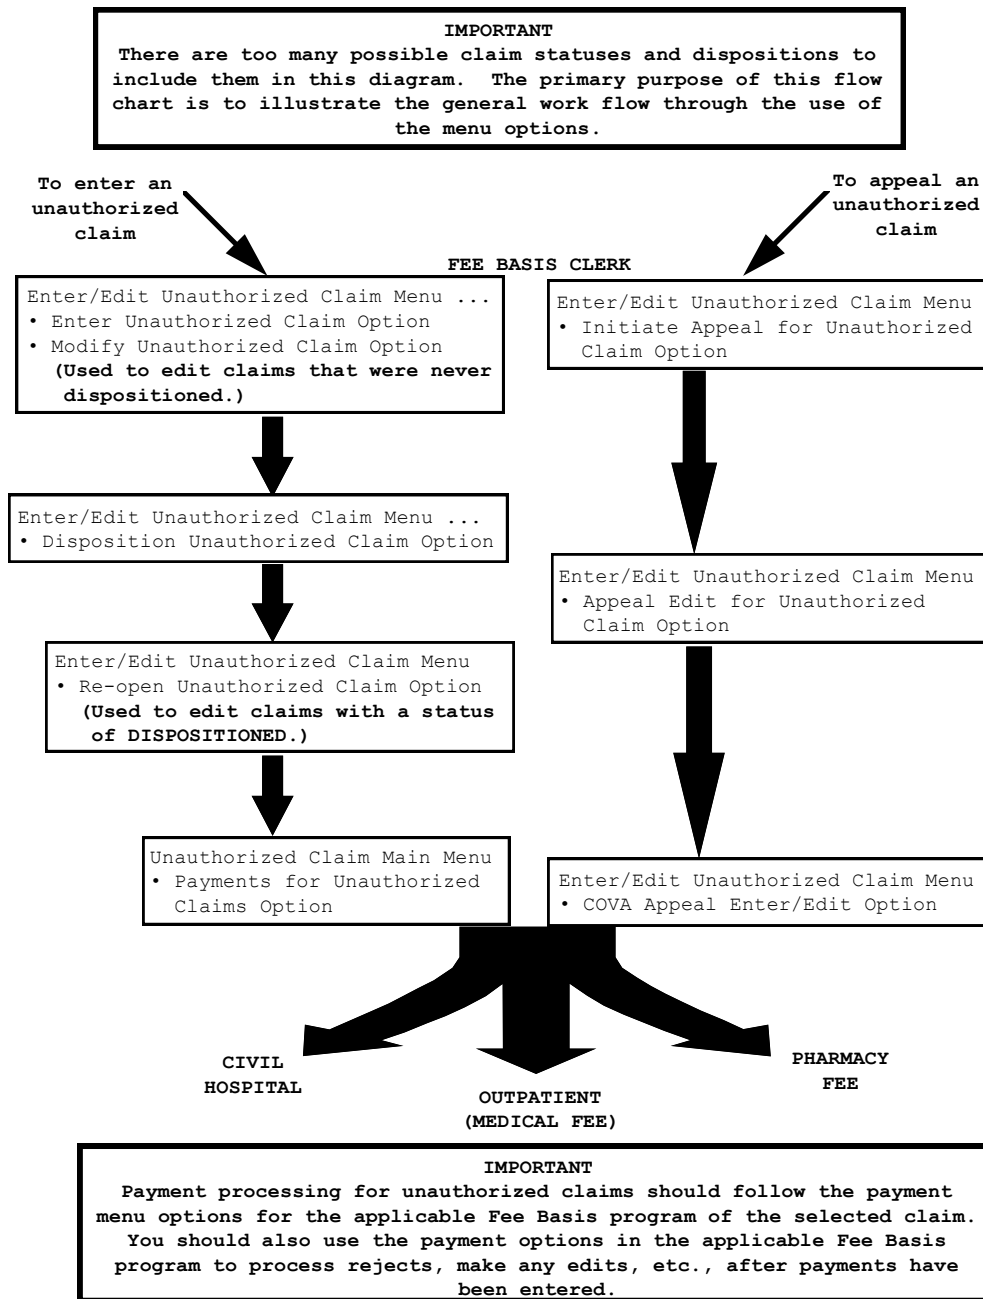 IMPORTANT
There are too many possible claim statuses and dispositions to
include them in this diagram.  The primary purpose of this flow
chart is to illustrate the general work flow through the use of
the menu options.
To enter an
unauthorized
claim
To appeal an
unauthorized
claim
FEE BASIS CLERK
Enter/Edit Unauthorized Claim Menu ...
• Enter Unauthorized Claim Option
• Modify Unauthorized Claim Option
(Used to edit claims that were never
dispositioned.)
Enter/Edit Unauthorized Claim Menu ...
• Disposition Unauthorized Claim Option
Enter/Edit Unauthorized Claim Menu
• Re-open Unauthorized Claim Option
(Used to edit claims with a status
of DISPOSITIONED.)
Unauthorized Claim Main Menu
• Payments for Unauthorized
Claims Option
Enter/Edit Unauthorized Claim Menu
• Initiate Appeal for Unauthorized
Claim Option
Enter/Edit Unauthorized Claim Menu
• Appeal Edit for Unauthorized
Claim Option
Enter/Edit Unauthorized Claim Menu
• COVA Appeal Enter/Edit Option
CIVIL
HOSPITAL
OUTPATIENT
(MEDICAL FEE)
PHARMACY
FEE
IMPORTANT
Payment processing for unauthorized claims should follow the payment
menu options for the applicable Fee Basis program of the selected claim.
You should also use the payment options in the applicable Fee Basis
program to process rejects, make any edits, etc., after payments have
been entered.